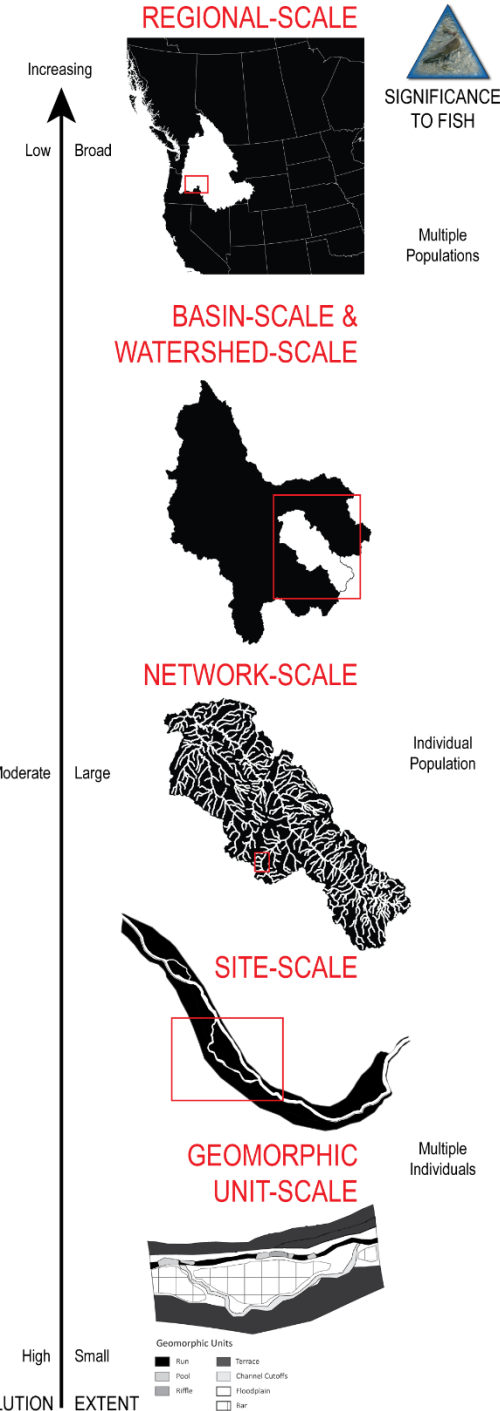 REGIONAL-SCALE
Increasing
SIGNIFICANCE
TO FISH
Low
Broad
Multiple
Populations
BASIN-SCALE &
WATERSHED-SCALE
NETWORK-SCALE
Individual
Population
Moderate
Large
SITE-SCALE
GEOMORPHIC
UNIT-SCALE
Multiple
Individuals
Geomorphic Units
Run
Terrace
Pool
Channel Cutoffs
Riffle
Floodplain
Bar
High
Small
EXTENT